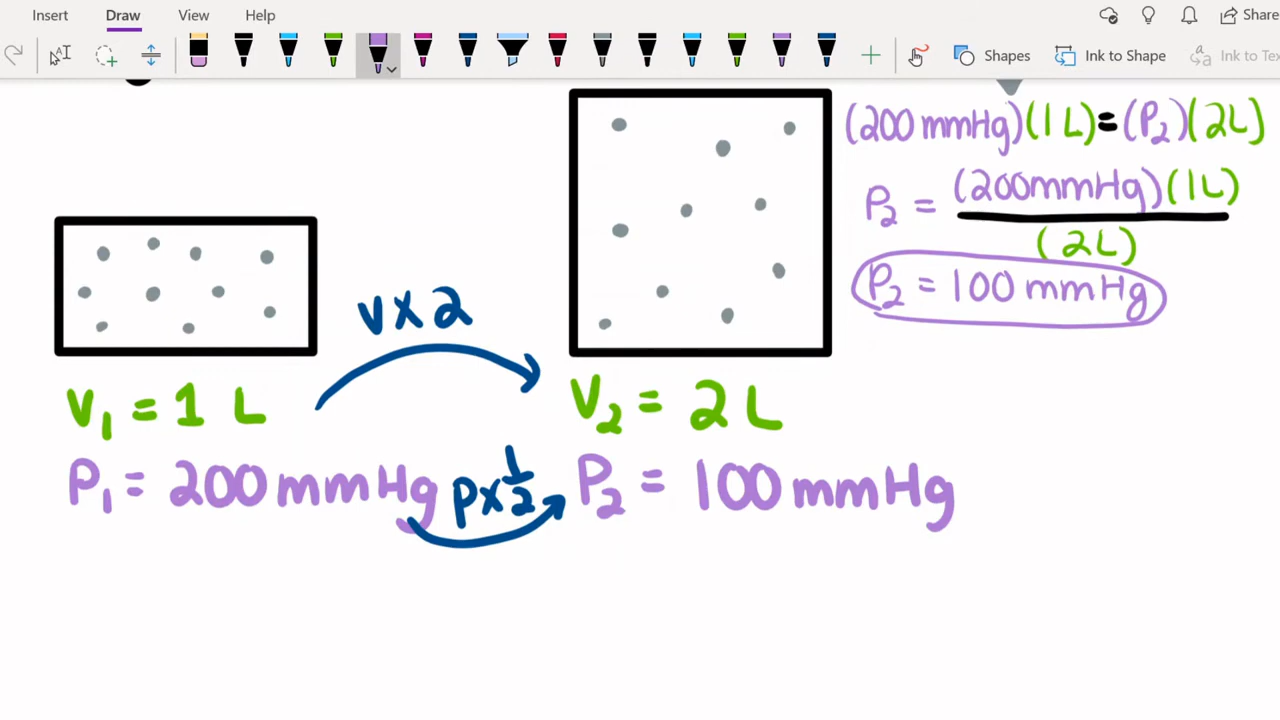 Insert Draw View Help Share
Shapes Ink to Shape Ink to Tex
(200 mmHg)(1L)=(P₂)(2L)
P₂ = (200mmHg)(1L)
(2L)
P₂ = 100 mmHg
V x 2
V₁ = 1 L
V₂ = 2 L
P₁ = 200 mmHg
P x 1/2
P₂ = 100 mmHg